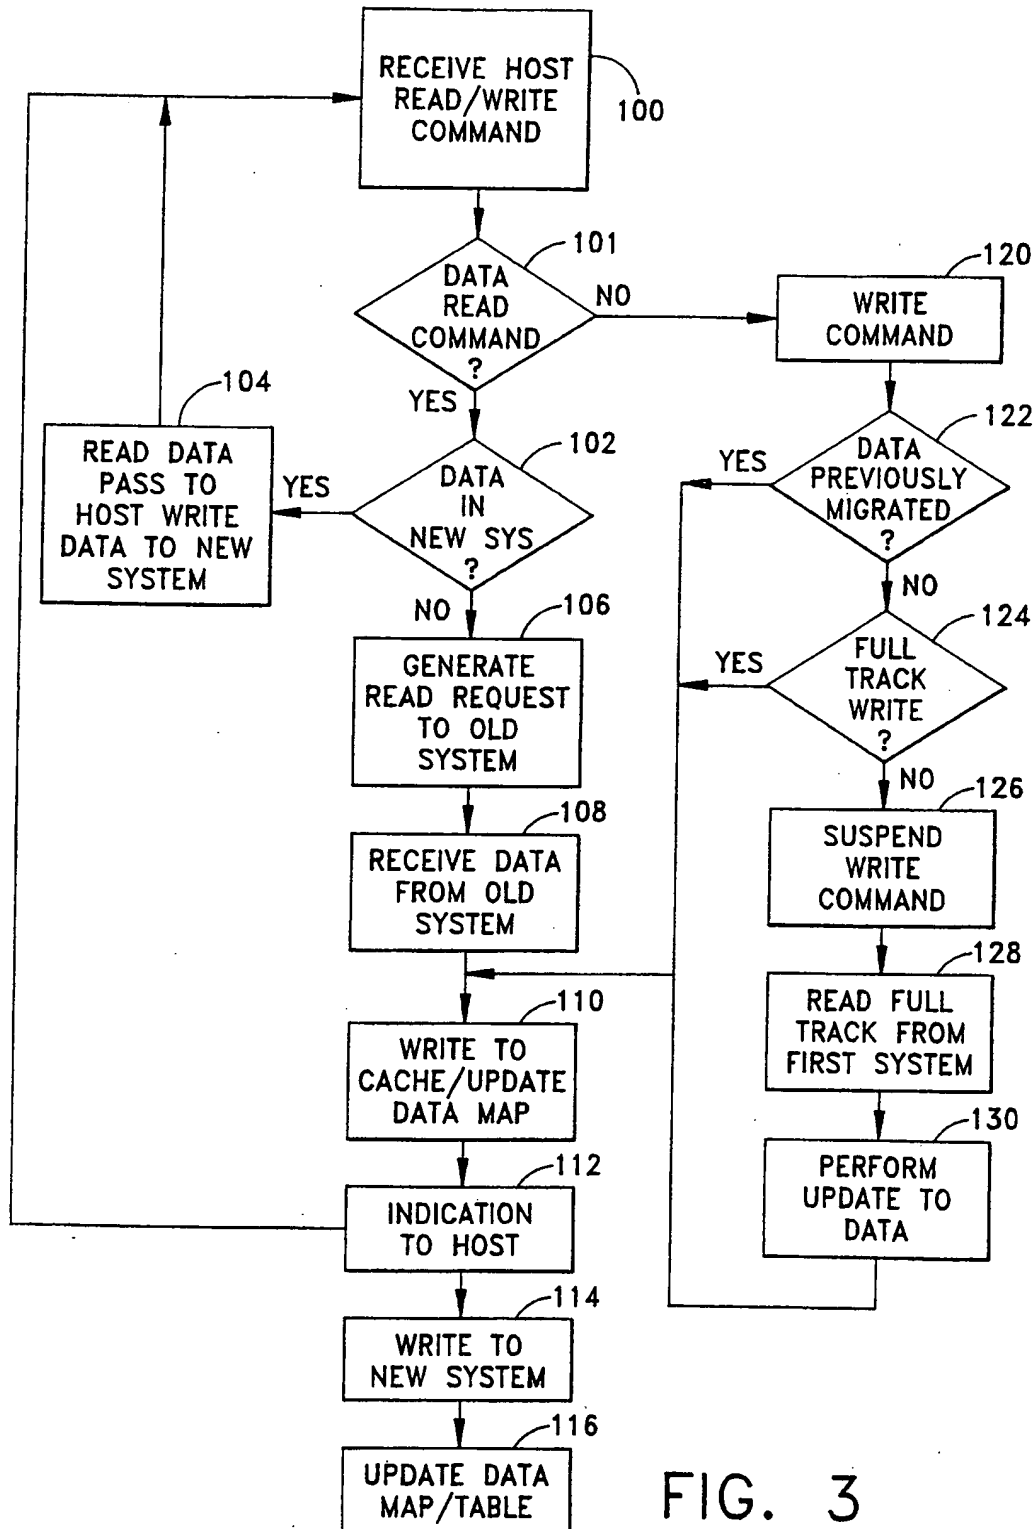 RECEIVE HOST
READ/WRITE
COMMAND
100
101
DATA
READ
COMMAND
?
NO
YES
120
WRITE
COMMAND
104
READ DATA
PASS TO
HOST WRITE
DATA TO NEW
SYSTEM
YES
102
DATA
IN
NEW SYS
?
NO
122
DATA
PREVIOUSLY
MIGRATED
?
YES
NO
106
GENERATE
READ REQUEST
TO OLD
SYSTEM
124
FULL
TRACK
WRITE
?
YES
NO
108
RECEIVE DATA
FROM OLD
SYSTEM
126
SUSPEND
WRITE
COMMAND
128
READ FULL
TRACK FROM
FIRST SYSTEM
110
WRITE TO
CACHE/UPDATE
DATA MAP
130
PERFORM
UPDATE TO
DATA
112
INDICATION
TO HOST
114
WRITE TO
NEW SYSTEM
116
UPDATE DATA
MAP/TABLE
FIG. 3